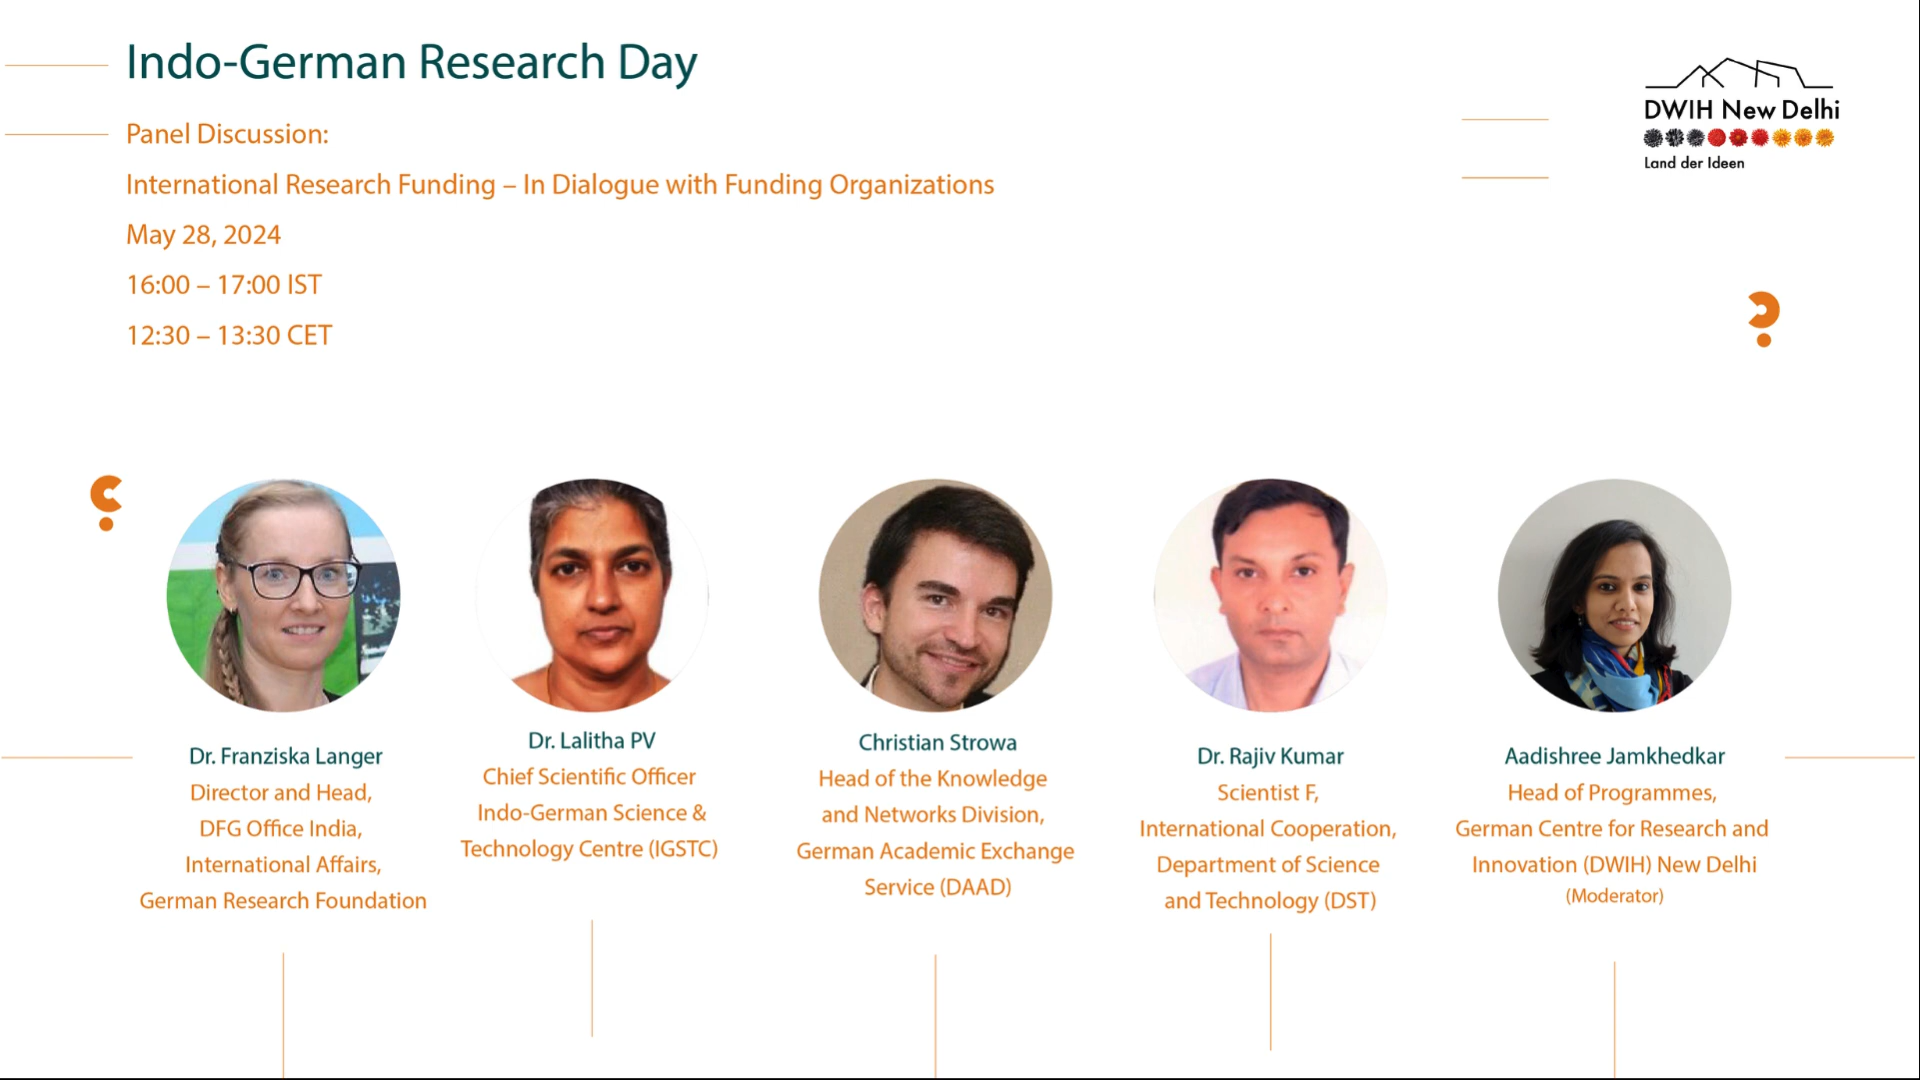 Indo-German Research Day
Panel Discussion:
International Research Funding – In Dialogue with Funding Organizations
May 28, 2024
16:00 – 17:00 IST
12:30 – 13:30 CET
DWIH New Delhi
Land der Ideen
Dr. Franziska Langer
Director and Head,
DFG Office India,
International Affairs,
German Research Foundation
Dr. Lalitha PV
Chief Scientific Officer
Indo-German Science &
Technology Centre (IGSTC)
Christian Strowa
Head of the Knowledge
and Networks Division,
German Academic Exchange
Service (DAAD)
Dr. Rajiv Kumar
Scientist F,
International Cooperation,
Department of Science
and Technology (DST)
Aadishree Jamkhedkar
Head of Programmes,
German Centre for Research and
Innovation (DWIH) New Delhi
(Moderator)